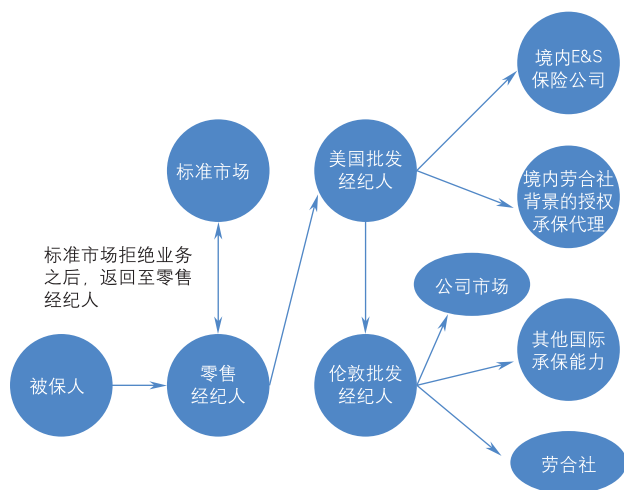 境内E&S
保险公司
标准市场
美国批发
经纪人
境内劳合社
背景的授权
承保代理
标准市场拒绝业务
之后，返回至零售
经纪人
公司市场
其他国际
承保能力
被保人
零售
经纪人
伦敦批发
经纪人
劳合社